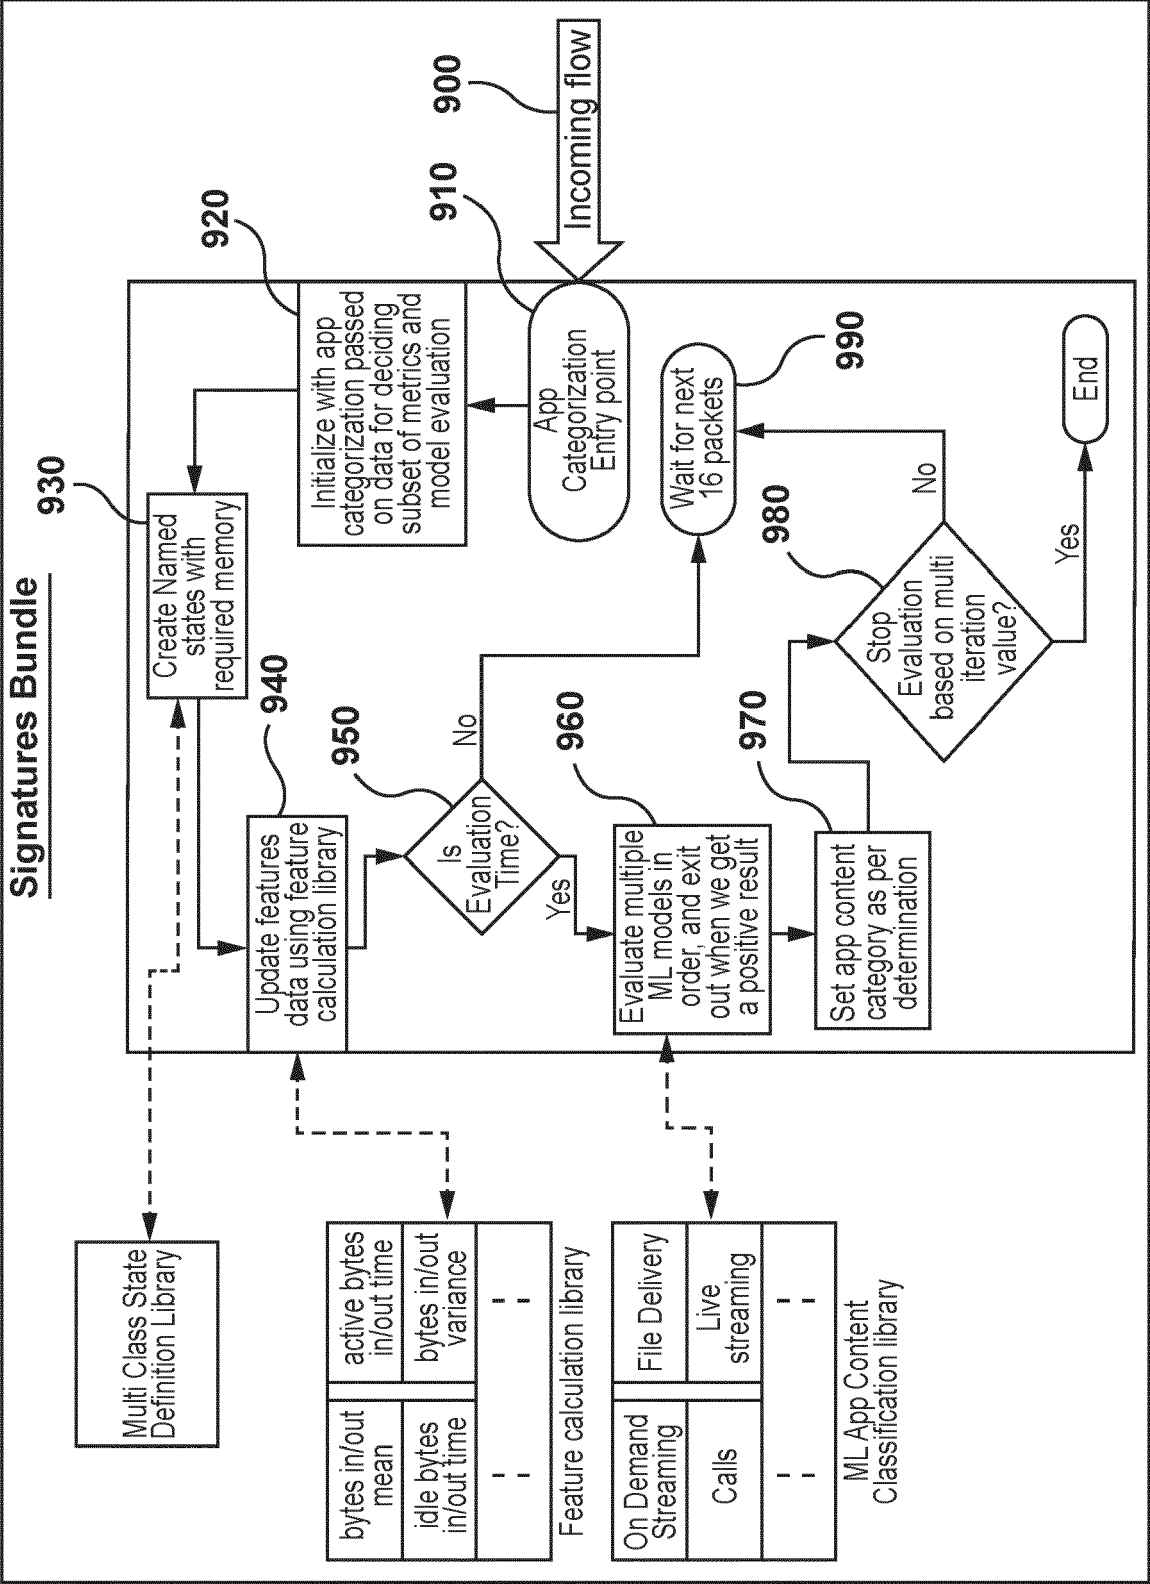 Signatures Bundle
900
Incoming flow
910
App
Categorization
Entry point
920
Initialize with app
categorization passed
on data for deciding
subset of metrics and
model evaluation
930
Create Named
states with
required memory
940
Update features
data using feature
calculation library
950
Is
Evaluation
Time?
No
Yes
960
Evaluate multiple
ML models in
order, and exit
out when we get
a positive result
970
Set app content
category as per
determination
980
Stop
Evaluation
based on multi
iteration
value?
No
Yes
990
Wait for next
16 packets
End
Multi Class State
Definition Library
bytes in/out
mean
active bytes
in/out time
idle bytes
in/out time
bytes in/out
variance
Feature calculation library
On Demand
Streaming
File Delivery
Calls
Live
streaming
ML App Content
Classification library